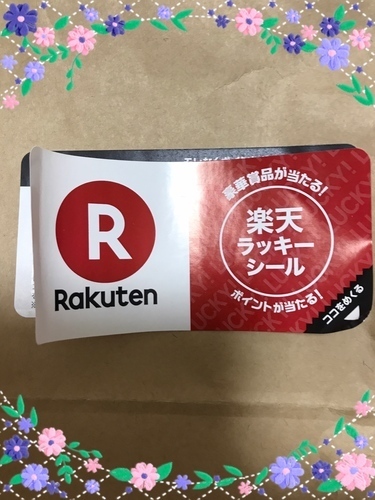 R
Rakuten
豪華賞品が当たる!
楽天
ラッキー
シール
ポイントが当たる!
ココをめくる
LUCKY!